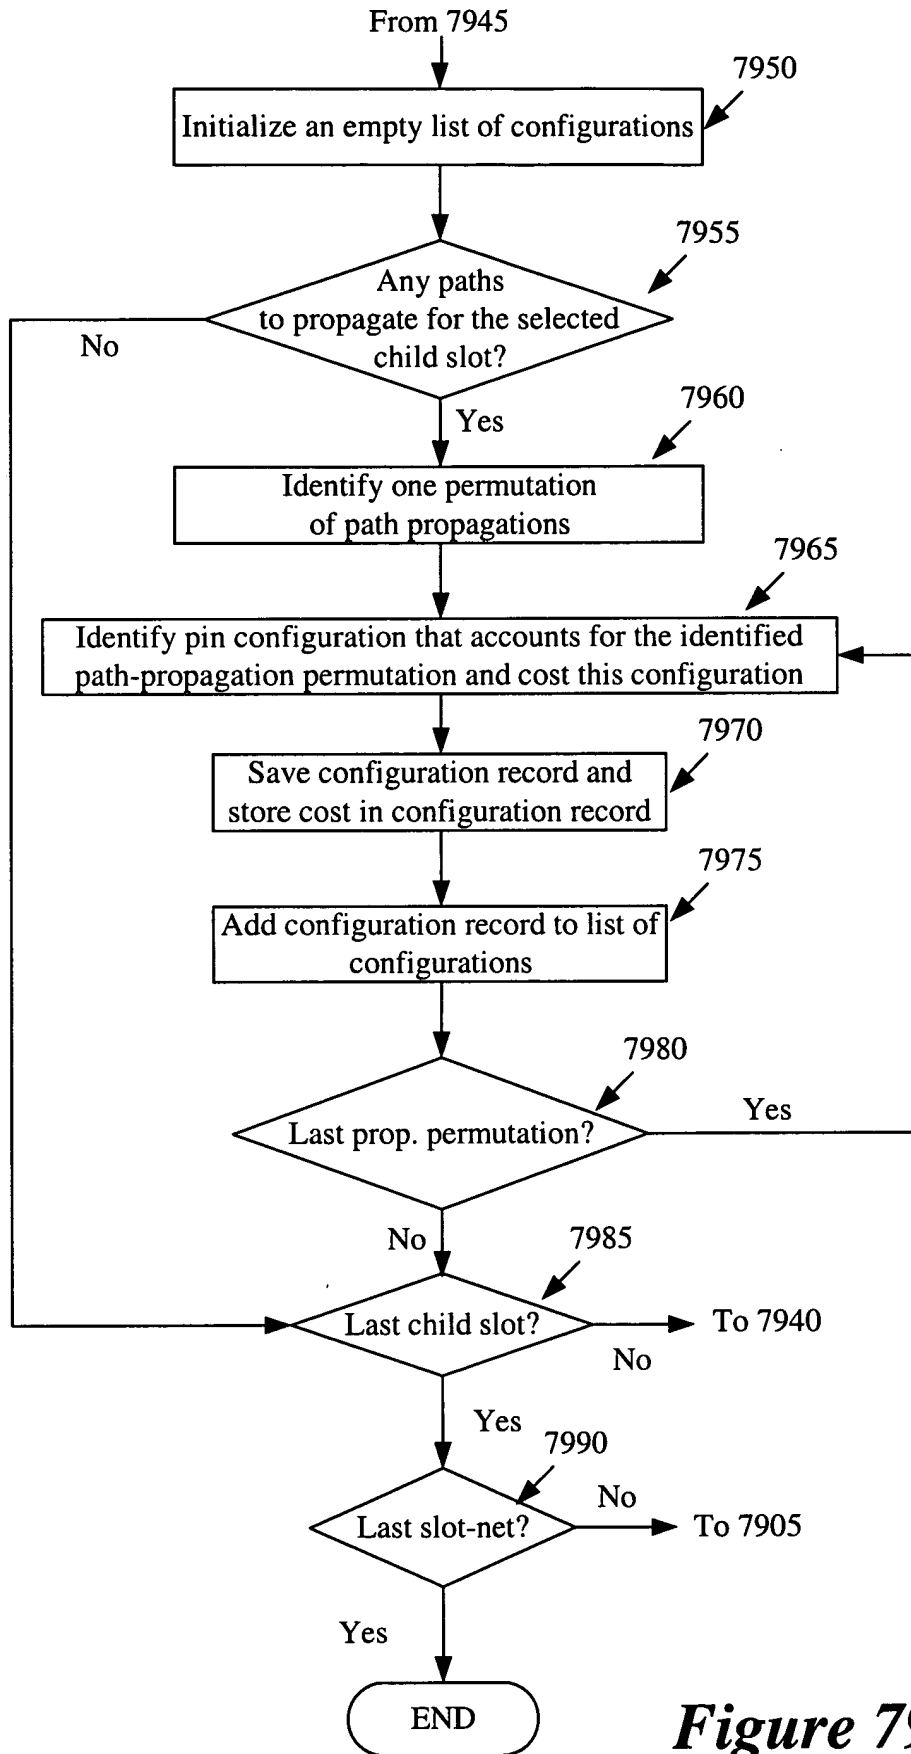 From 7945
7950
Initialize an empty list of configurations
7955
Any paths
to propagate for the selected
child slot?
No
Yes
7960
Identify one permutation
of path propagations
7965
Identify pin configuration that accounts for the identified
path-propagation permutation and cost this configuration
7970
Save configuration record and
store cost in configuration record
7975
Add configuration record to list of
configurations
7980
Last prop. permutation?
Yes
No
7985
Last child slot?
To 7940
No
Yes
7990
Last slot-net?
No
To 7905
Yes
END
Figure 79